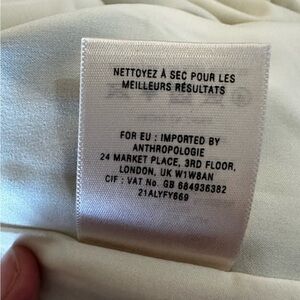 NETTOYEZ À SEC POUR LES
MEILLEURS RÉSULTATS
FOR EU : IMPORTED BY
ANTHROPOLOGIE
24 MARKET PLACE, 3RD FLOOR,
LONDON, UK W1W8AN
CIF : VAT No. GB 684936382
21ALYFY669